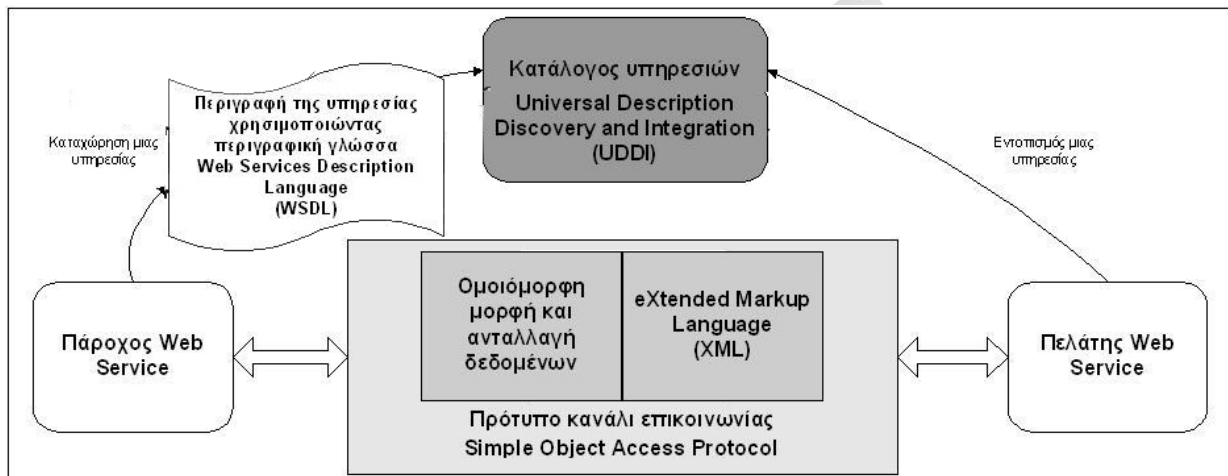 Κατάλογος υπηρεσιών
Universal Description
Discovery and Integration
(UDDI)
Περιγραφή της υπηρεσίας
χρησιμοποιώντας
περιγραφική γλώσσα
Web Services Description
Language
(WSDL)
Καταχώρηση μιας
υπηρεσίας
Εντοπισμός μιας
υπηρεσίας
Πάροχος Web
Service
Ομοιόμορφη
μορφή και
ανταλλαγή
δεδομένων
eXtended Markup
Language
(XML)
Πελάτης Web
Service
Πρότυπο κανάλι επικοινωνίας
Simple Object Access Protocol